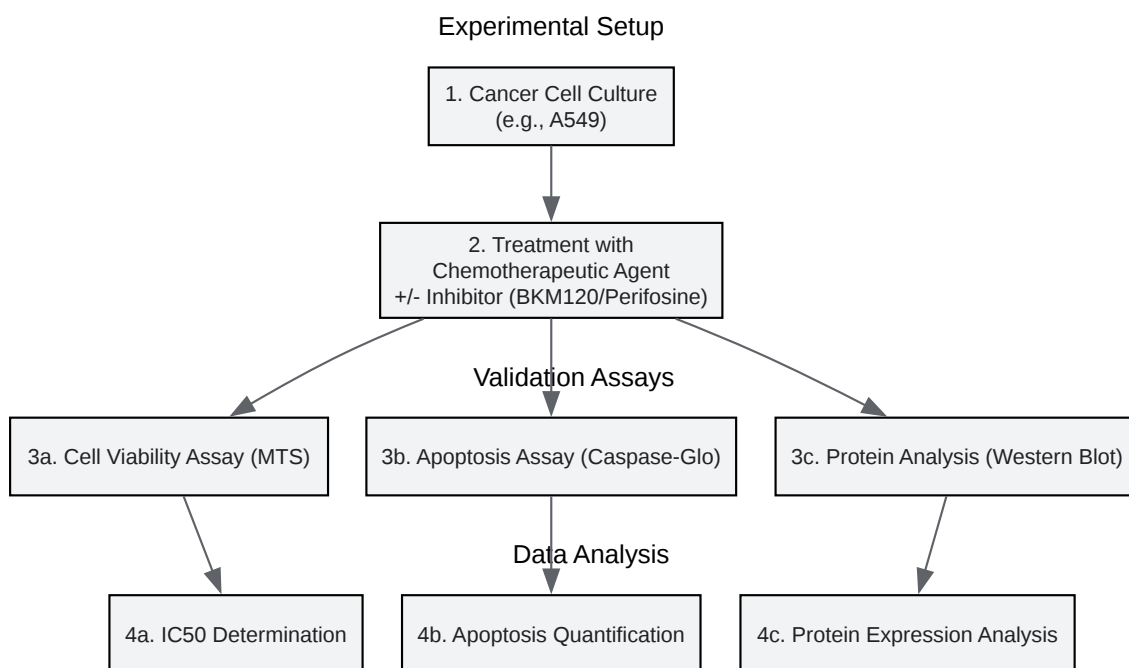 Experimental Setup
1. Cancer Cell Culture
(e.g., A549)
2. Treatment with
Chemotherapeutic Agent
+/- Inhibitor (BKM120/Perifosine)
Validation Assays
3a. Cell Viability Assay (MTS)
3b. Apoptosis Assay (Caspase-Glo)
3c. Protein Analysis (Western Blot)
Data Analysis
4a. IC50 Determination
4b. Apoptosis Quantification
4c. Protein Expression Analysis